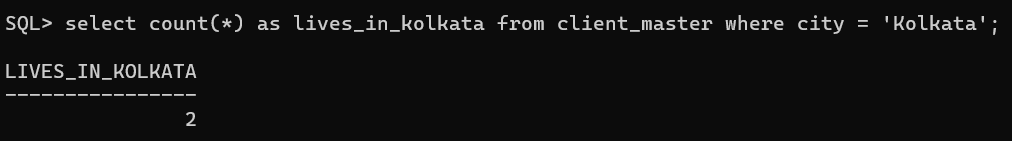 SQL> select count(*) as lives_in_kolkata from client_master where city = 'Kolkata';
LIVES_IN_KOLKATA
----------------
2